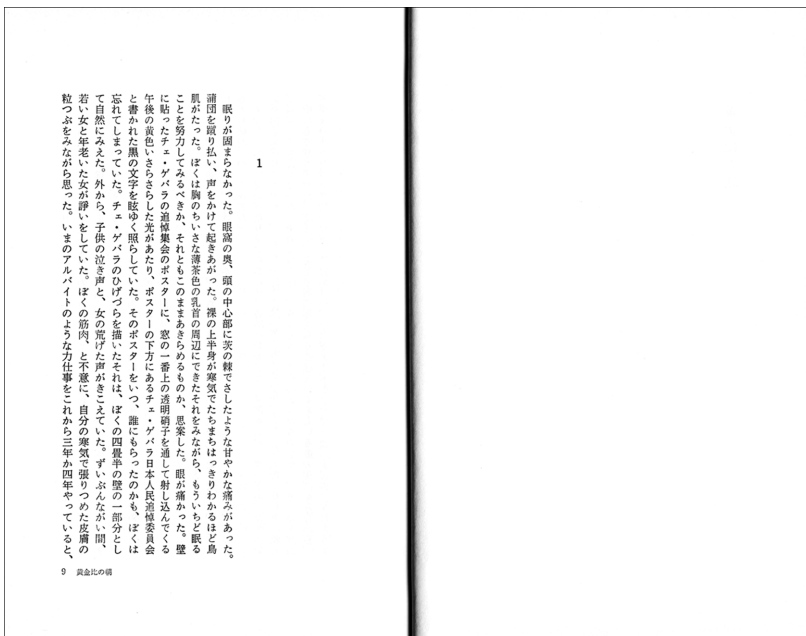 1
眠りが固まらなかった。眼窩の奥、頭の中心部に茨の棘でさしたような甘やかな痛みがあった。
蒲団を蹴り払い、声をかけて起きあがった。裸の上半身が寒気でたちまちはっきりわかるほど鳥
肌がたった。ぼくは胸のちいさな薄茶色の乳首の周辺にできたそれをみながら、もういちど眠る
ことを努力してみるべきか、それともこのままあきらめるものか、思案した。眼が痛かった。壁
に貼ったチェ・ゲバラの追悼集会のポスターに、窓の一番上の透明硝子を通して射し込んでくる
午後の黄色いさらさらした光があたり、ポスターの下方にあるチェ・ゲバラ日本人民追悼委員会
と書かれた黒の文字を眩ゆく照らしていた。そのポスターをいつ、誰にもらったのかも、ぼくは
忘れてしまっていた。チェ・ゲバラのひげづらを描いたそれは、ぼくの四畳半の壁の一部分とし
て自然にみえた。外から、子供の泣き声と、女の荒げた声がきこえていた。ずいぶんながい間、
若い女と年老いた女が諍いをしていた。ぼくの筋肉、と不意に、自分の寒気で張りつめた皮膚の
粒つぶをみながら思った。いまのアルバイトのような力仕事をこれから三年か四年やっていると、
9 黄金比の朝